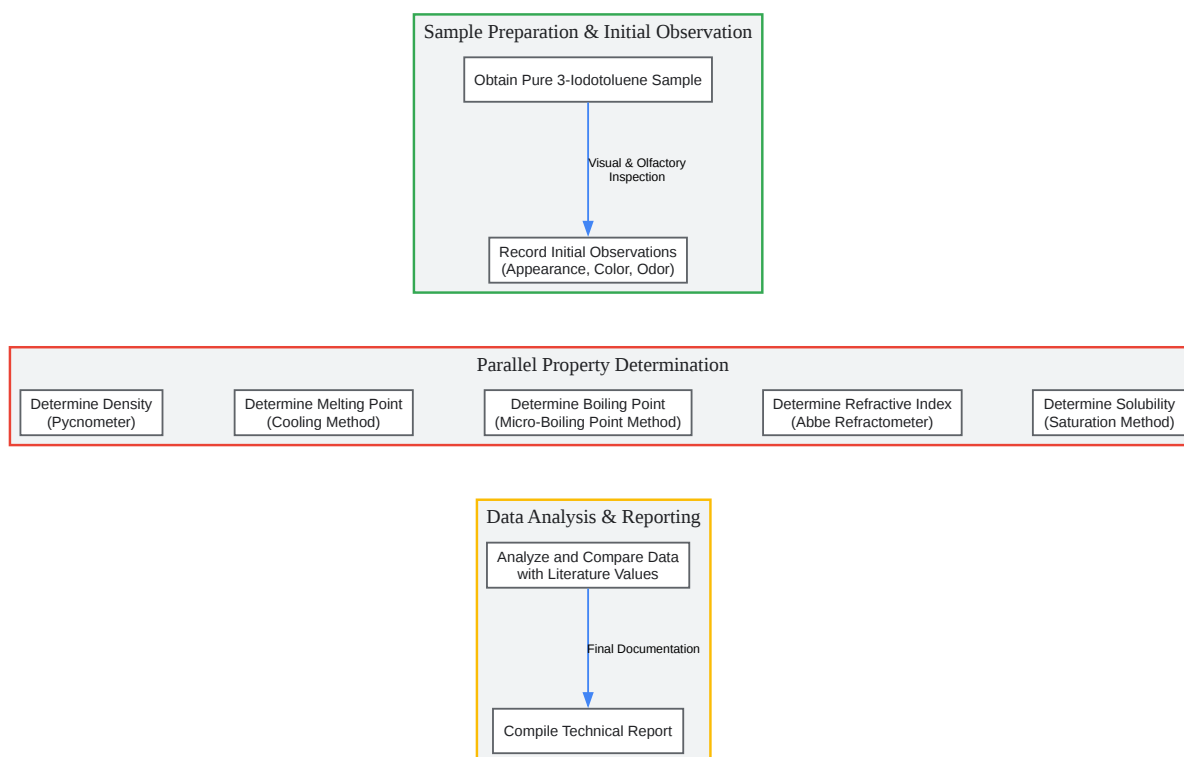 Sample Preparation & Initial Observation
Obtain Pure 3-Iodotoluene Sample
Visual & Olfactory
Inspection
Record Initial Observations
(Appearance, Color, Odor)
Parallel Property Determination
Determine Density
(Pycnometer)
Determine Melting Point
(Cooling Method)
Determine Boiling Point
(Micro-Boiling Point Method)
Determine Refractive Index
(Abbe Refractometer)
Determine Solubility
(Saturation Method)
Data Analysis & Reporting
Analyze and Compare Data
with Literature Values
Final Documentation
Compile Technical Report